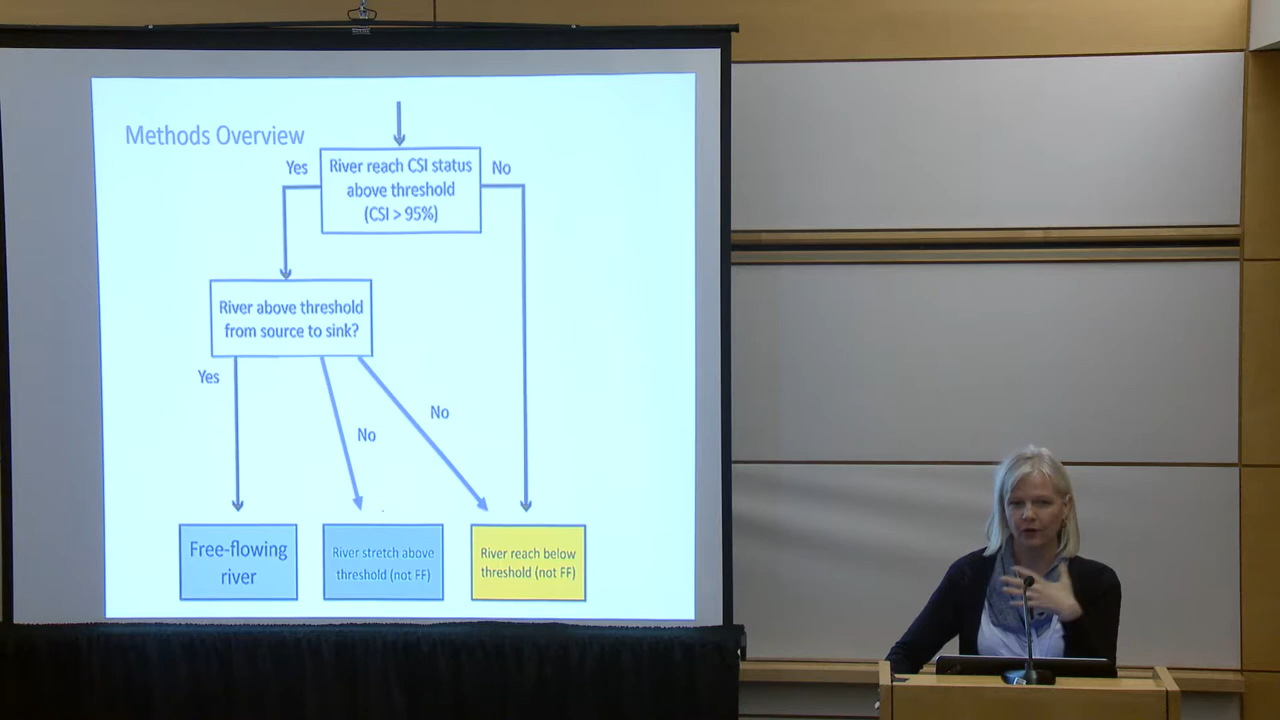 Methods Overview
Yes
River reach CSI status
above threshold
(CSI > 95%)
No
River above threshold
from source to sink?
Yes
No
No
Free-flowing
river
River stretch above
threshold (not FF)
River reach below
threshold (not FF)